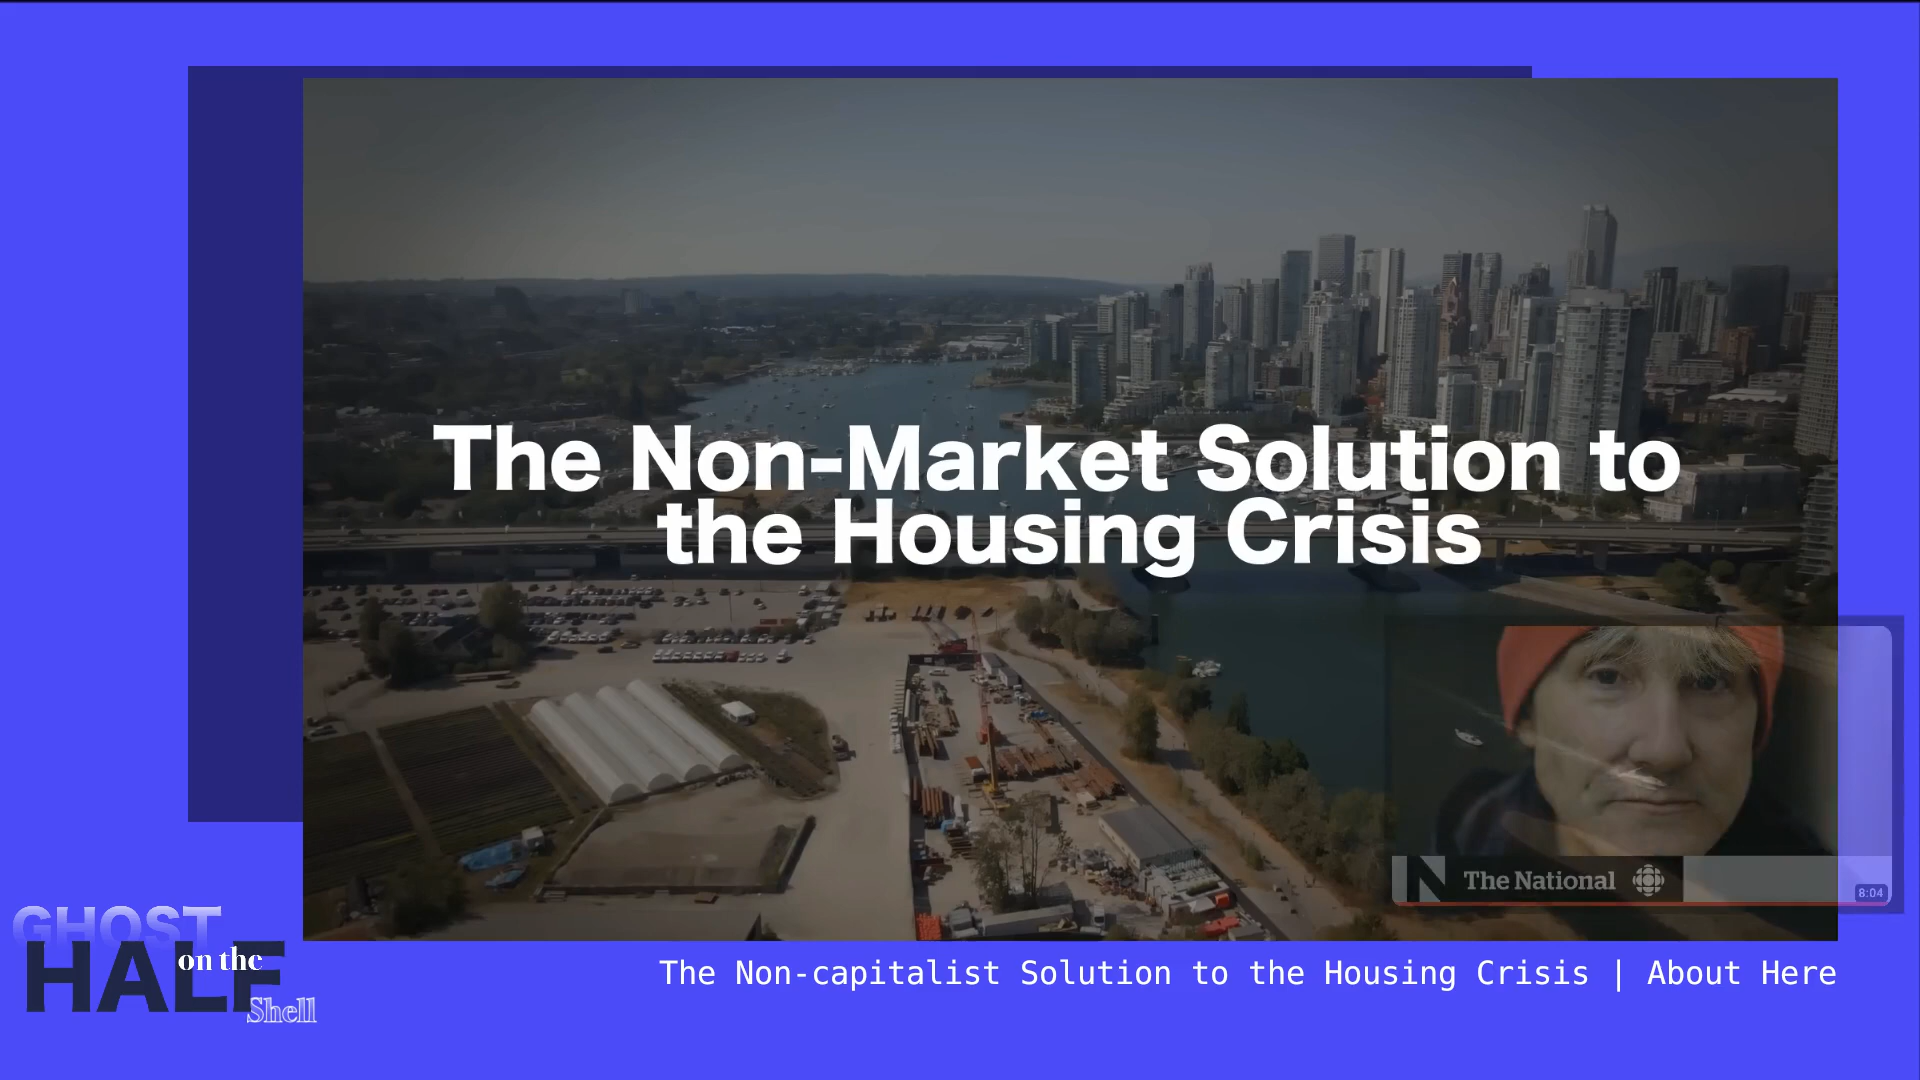 The Non-Market Solution to
the Housing Crisis
N The National
8:04
The Non-capitalist Solution to the Housing Crisis | About Here
GHOST
HALF
on the
Shell